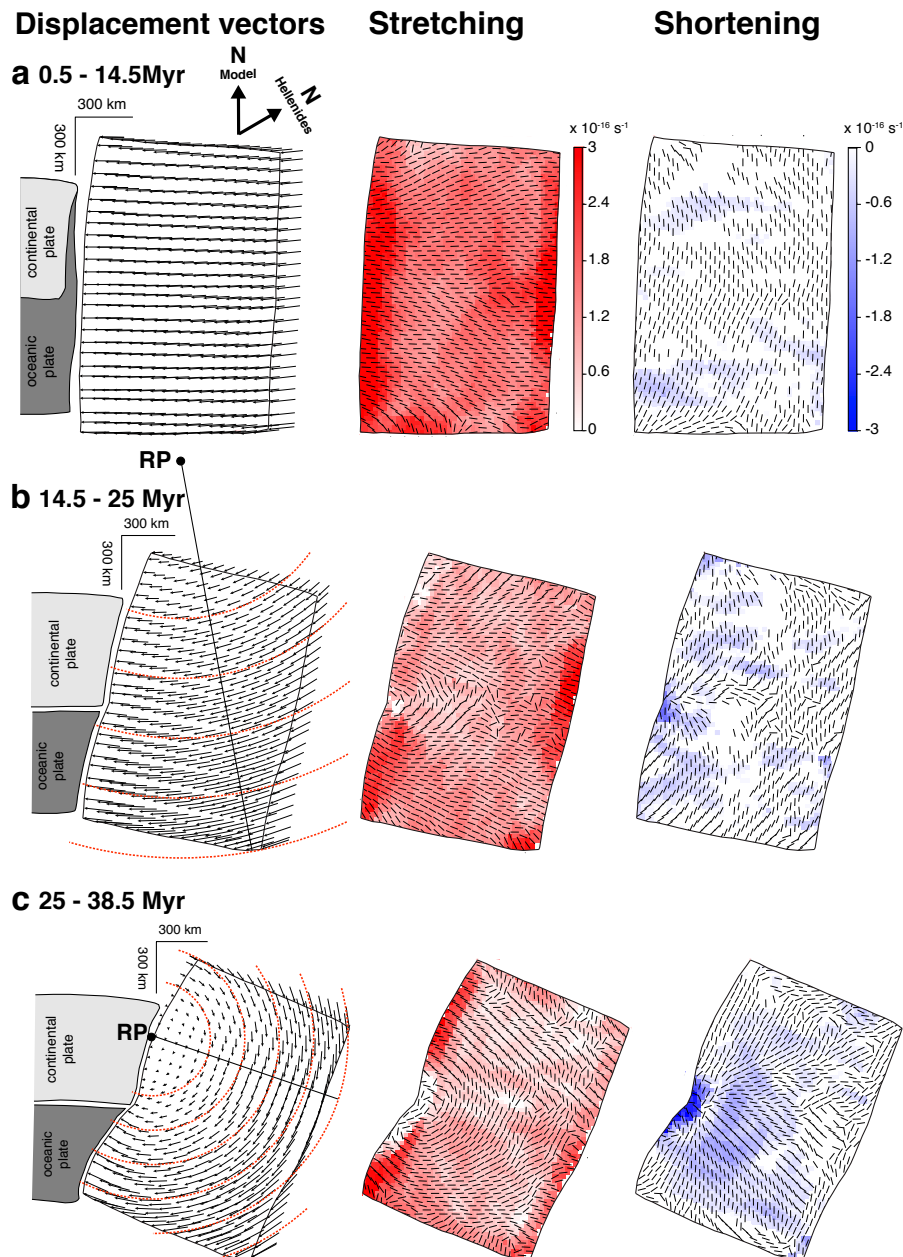 Displacement vectors
Stretching
Shortening
a 0.5 - 14.5Myr
N
Model
N
Hellenides
300 km
300 km
continental
plate
oceanic
plate
x 10⁻¹⁶ s⁻¹
3
2.4
1.8
1.2
0.6
0
x 10⁻¹⁶ s⁻¹
0
-0.6
-1.2
-1.8
-2.4
-3
RP
b 14.5 - 25 Myr
300 km
300 km
continental
plate
oceanic
plate
c 25 - 38.5 Myr
300 km
300 km
RP
continental
plate
oceanic
plate